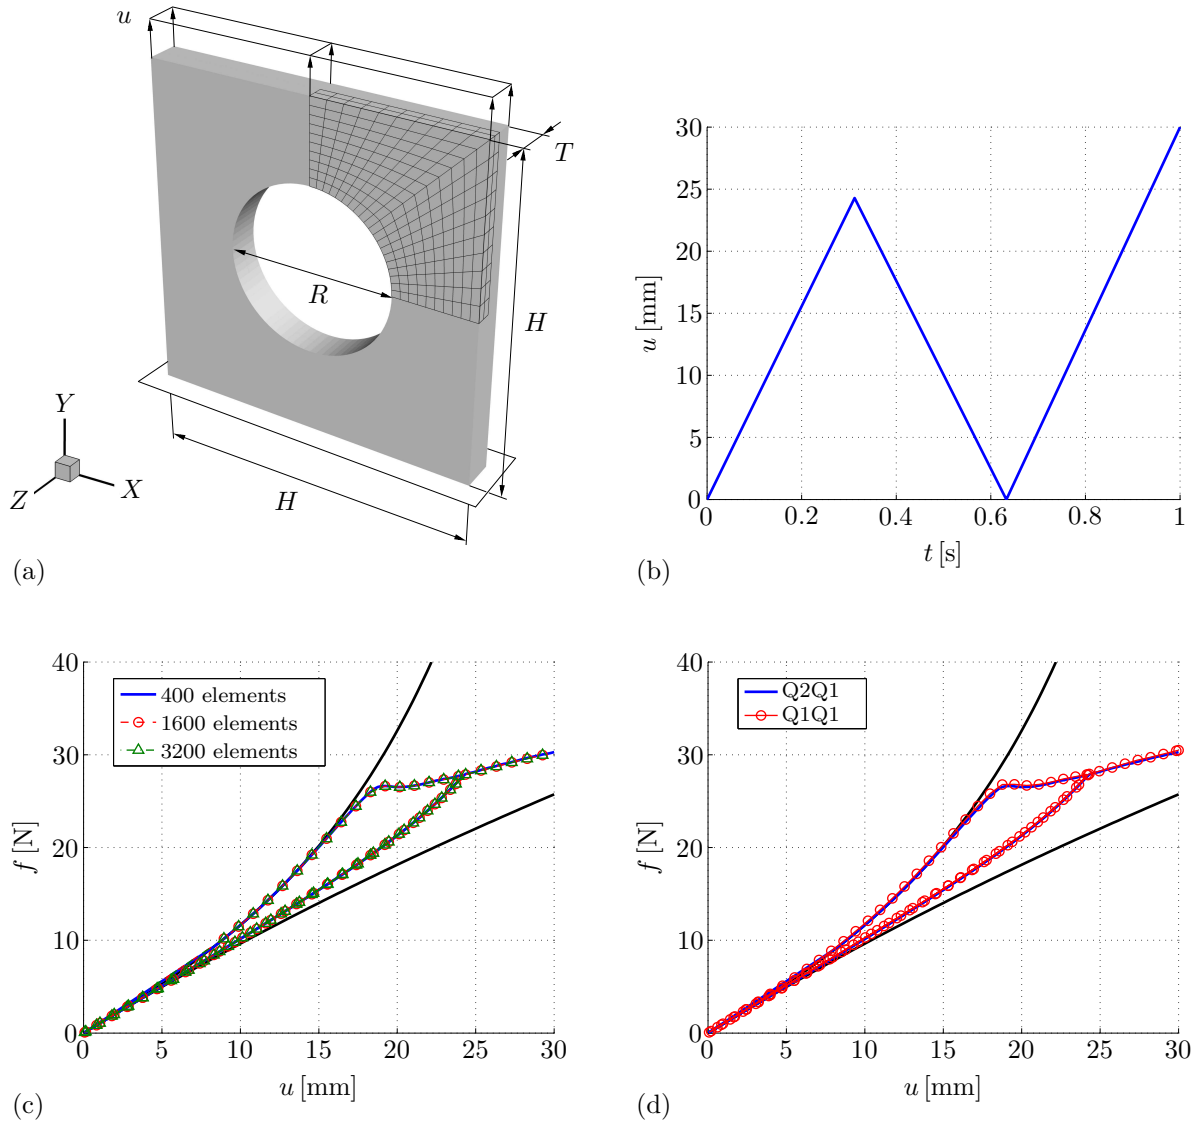 u
T
R
H
H
Y
X
Z
(a)
30
25
20
15
10
5
0
u [mm]
0 0.2 0.4 0.6 0.8 1
t [s]
(b)
40
30
20
10
0
f [N]
400 elements
1600 elements
3200 elements
0 5 10 15 20 25 30
u [mm]
(c)
40
30
20
10
0
f [N]
Q2Q1
Q1Q1
0 5 10 15 20 25 30
u [mm]
(d)